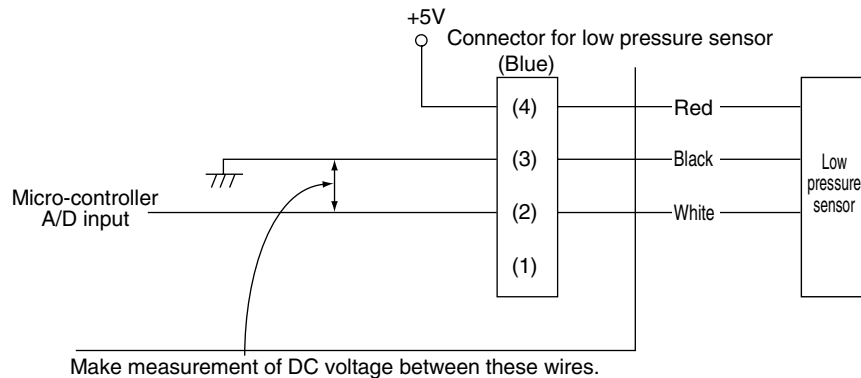 +5V
Connector for low pressure sensor
(Blue)
(4)
Red
(3)
Black
Low
pressure
sensor
Micro-controller
A/D input
(2)
White
(1)
Make measurement of DC voltage between these wires.